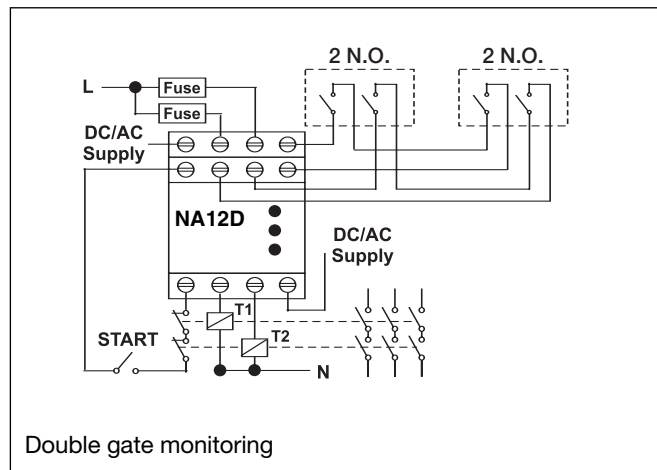 2 N.O.
2 N.O.
L
Fuse
Fuse
DC/AC
Supply
NA12D
DC/AC
Supply
T1
START
T2
N
Double gate monitoring